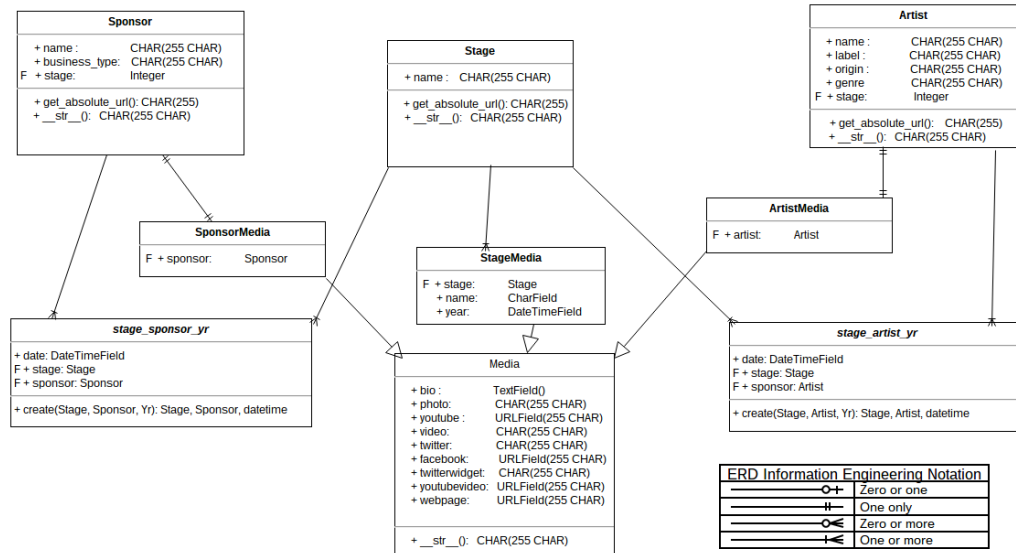 Sponsor
+ name : CHAR(255 CHAR)
+ business_type: CHAR(255 CHAR)
F + stage: Integer
+ get_absolute_url(): CHAR(255)
+ __str__(): CHAR(255 CHAR)
Stage
+ name : CHAR(255 CHAR)
+ get_absolute_url(): CHAR(255)
+ __str__(): CHAR(255 CHAR)
Artist
+ name : CHAR(255 CHAR)
+ label : CHAR(255 CHAR)
+ origin : CHAR(255 CHAR)
+ genre CHAR(255 CHAR)
F + stage: Integer
+ get_absolute_url(): CHAR(255)
+ __str__(): CHAR(255 CHAR)
SponsorMedia
F + sponsor: Sponsor
StageMedia
F + stage: Stage
+ name: CharField
+ year: DateTimeField
ArtistMedia
F + artist: Artist
stage_sponsor_yr
+ date: DateTimeField
F + stage: Stage
F + sponsor: Sponsor
+ create(Stage, Sponsor, Yr): Stage, Sponsor, datetime
Media
+ bio : TextField()
+ photo: CHAR(255 CHAR)
+ youtube : URLField(255 CHAR)
+ video: CHAR(255 CHAR)
+ twitter: CHAR(255 CHAR)
+ facebook: URLField(255 CHAR)
+ twitterwidget: CHAR(255 CHAR)
+ youtubevideo: URLField(255 CHAR)
+ webpage: URLField(255 CHAR)
+ __str__(): CHAR(255 CHAR)
stage_artist_yr
+ date: DateTimeField
F + stage: Stage
F + sponsor: Artist
+ create(Stage, Artist, Yr): Stage, Artist, datetime
ERD Information Engineering Notation
Zero or one
One only
Zero or more
One or more